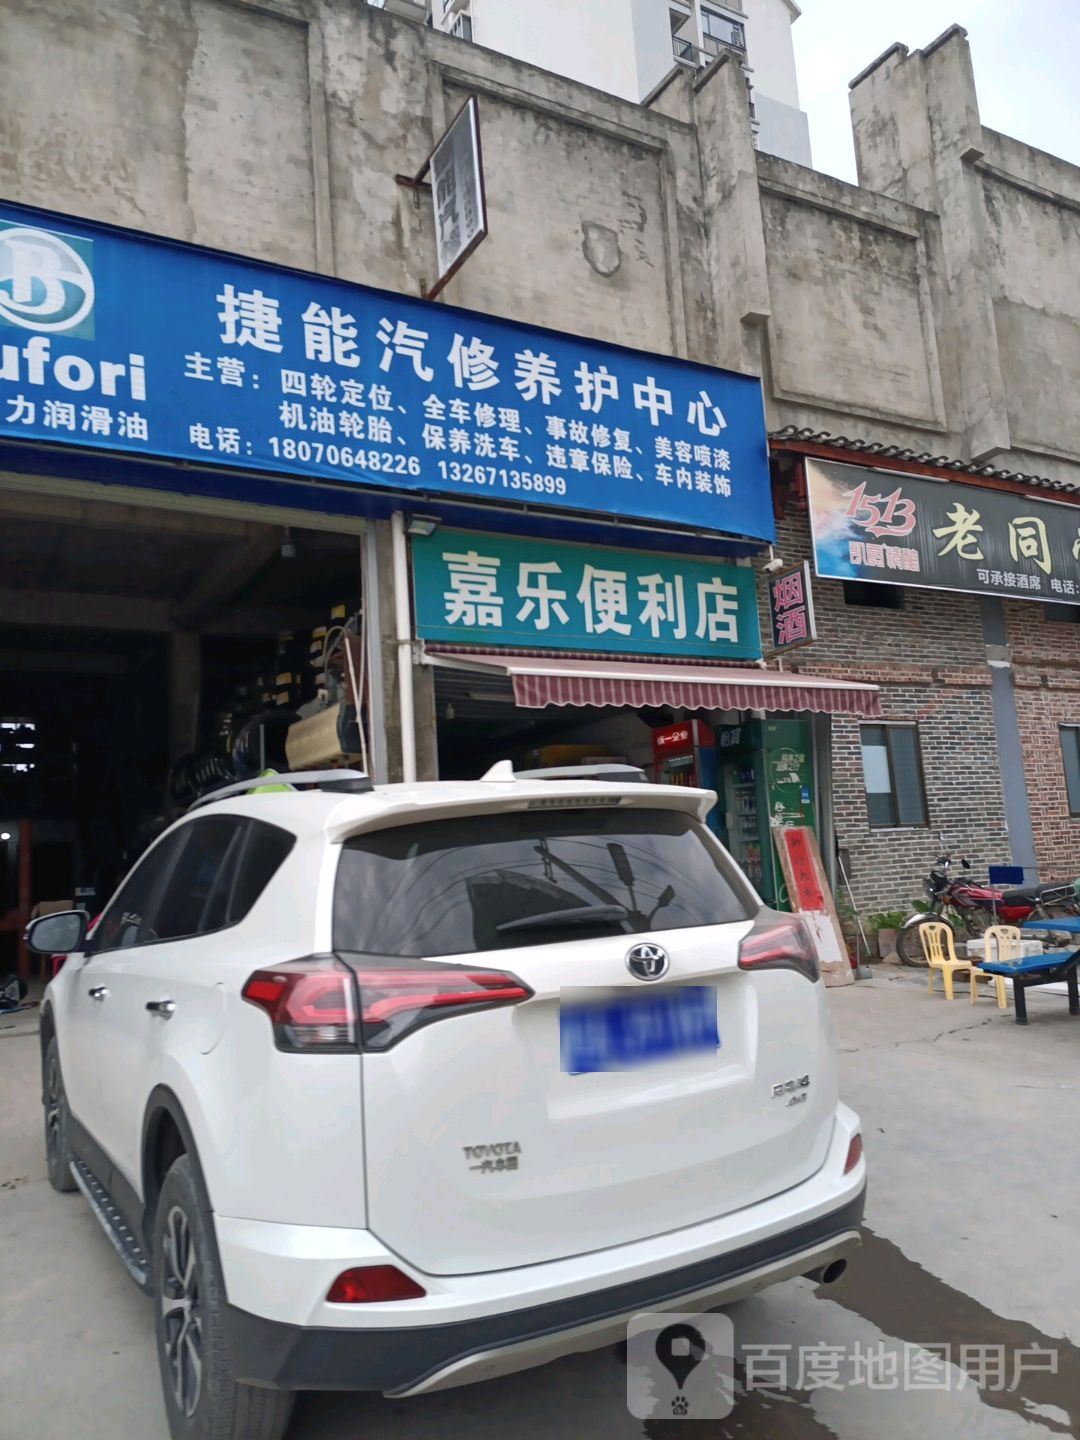 捷能汽修养护中心
ufori
力润滑油
主营：四轮定位、全车修理、事故修复、美容喷漆
机油轮胎、保养洗车、违章保险、车内装饰
电话：18070648226 13267135899
嘉乐便利店
烟酒
1513
老同
可承接酒席 电话:
统一企业
TOYOTA
一汽丰田
RAV4
百度地图用户